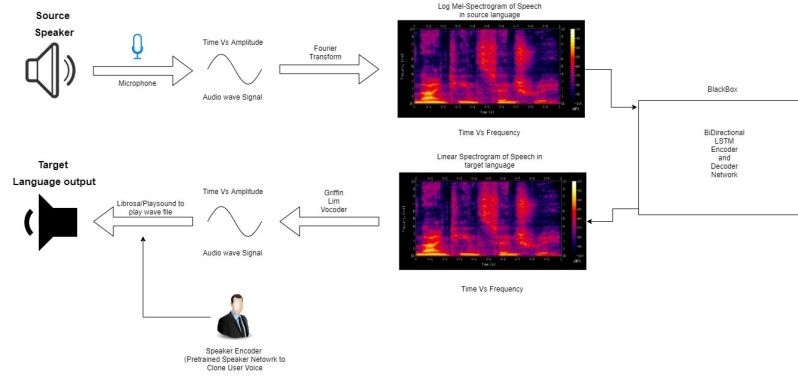 Source
Speaker
Microphone
Time Vs Amplitude
Audio wave Signal
Fourier
Transform
Log Mel-Spectrogram of Speech
in source language
Time Vs Frequency
BlackBox
BiDirectional
LSTM
Encoder
and
Decoder
Network
Linear Spectrogram of Speech in
target language
Time Vs Frequency
Griffin
Lim
Vocoder
Time Vs Amplitude
Audio wave Signal
Librosa/Playsound to
play wave file
Target
Language output
Speaker Encoder
(Pretrained Speaker Netowrk to
Clone User Voice